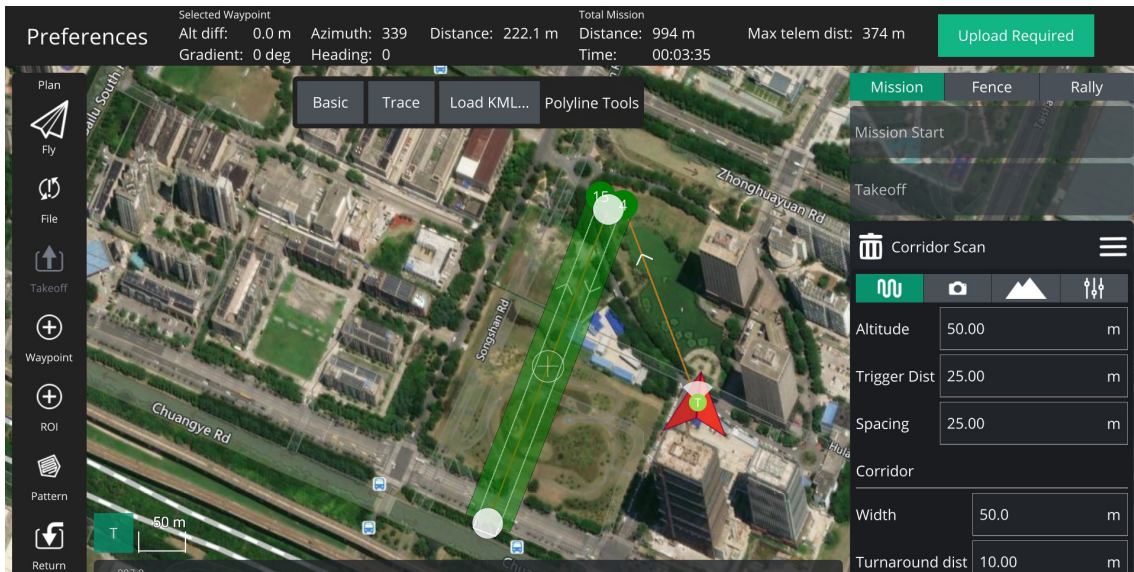 Preferences
Selected Waypoint
Alt diff: 0.0 m Azimuth: 339 Distance: 222.1 m
Gradient: 0 deg Heading: 0
Total Mission
Distance: 994 m Max telem dist: 374 m
Time: 00:03:35
Upload Required
Plan
Fly
File
Takeoff
Waypoint
ROI
Pattern
Return
Basic Trace Load KML... Polyline Tools
Zhonghuayuan Rd
Songshan Rd
Chuangye Rd
15
4
T
T
50 m
Mission Fence Rally
Mission Start
Takeoff
Corridor Scan
Altitude 50.00 m
Trigger Dist 25.00 m
Spacing 25.00 m
Corridor
Width 50.0 m
Turnaround dist 10.00 m